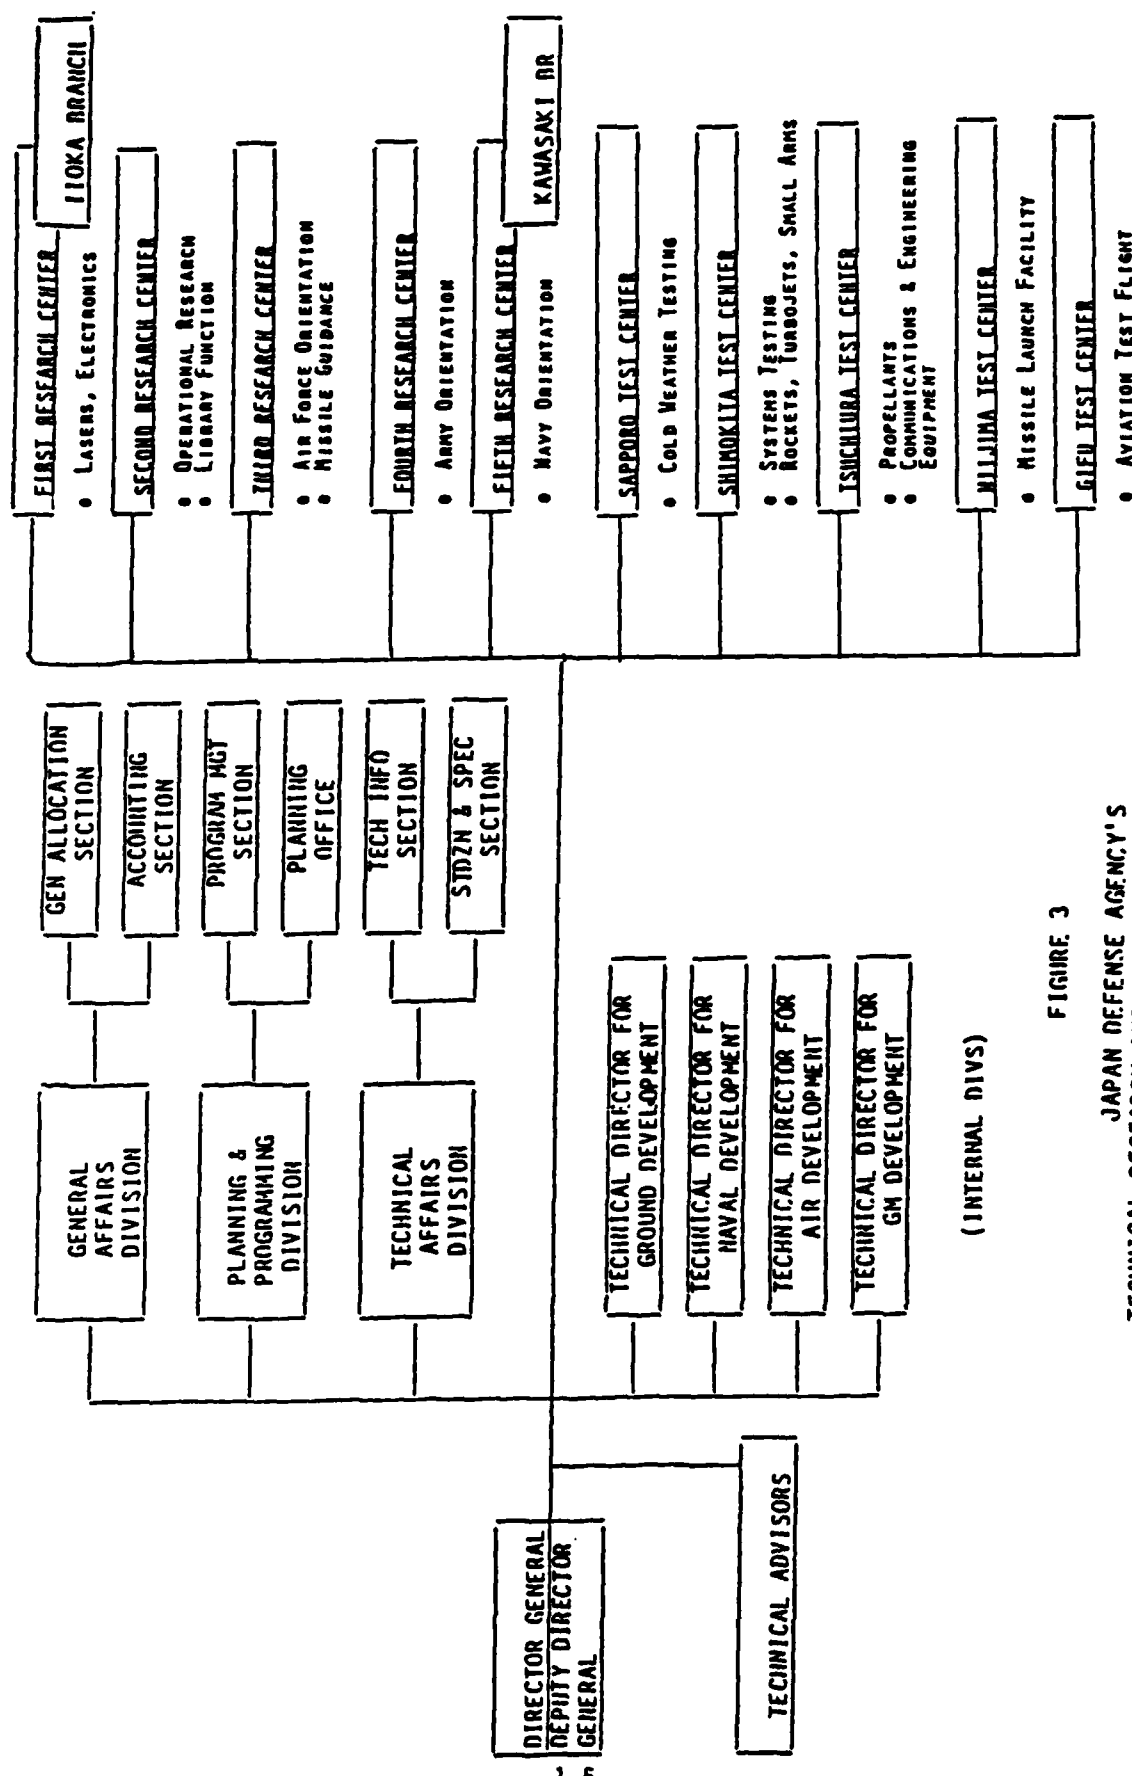 DIRECTOR GENERAL
DEPUTY DIRECTOR
GENERAL
TECHNICAL ADVISORS
GENERAL
AFFAIRS
DIVISION
PLANNING &
PROGRAMMING
DIVISION
TECHNICAL
AFFAIRS
DIVISION
TECHNICAL DIRECTOR FOR
GROUND DEVELOPMENT
TECHNICAL DIRECTOR FOR
NAVAL DEVELOPMENT
TECHNICAL DIRECTOR FOR
AIR DEVELOPMENT
TECHNICAL DIRECTOR FOR
GM DEVELOPMENT
(INTERNAL DIVS)
GEN ALLOCATION
SECTION
ACCOUNTING
SECTION
PROGRAM MGT
SECTION
PLANNING
OFFICE
TECH INFO
SECTION
STDZN & SPEC
SECTION
FIRST RESEARCH CENTER
IIOKA BRANCH
• LASERS, ELECTRONICS
SECOND RESEARCH CENTER
• OPERATIONAL RESEARCH
• LIBRARY FUNCTION
THIRD RESEARCH CENTER
• AIR FORCE ORIENTATION
• MISSILE GUIDANCE
FOURTH RESEARCH CENTER
• ARMY ORIENTATION
FIFTH RESEARCH CENTER
KAWASAKI BR
• NAVY ORIENTATION
SAPPORO TEST CENTER
• COLD WEATHER TESTING
SHIMOKITA TEST CENTER
• SYSTEMS TESTING
• ROCKETS, TURBOJETS, SMALL ARMS
TSUCHIURA TEST CENTER
• PROPELLANTS
• COMMUNICATIONS & ENGINEERING
EQUIPMENT
NIIJIMA TEST CENTER
• MISSILE LAUNCH FACILITY
GIFU TEST CENTER
• AVIATION TEST FLIGHT
FIGURE 3
JAPAN DEFENSE AGENCY'S